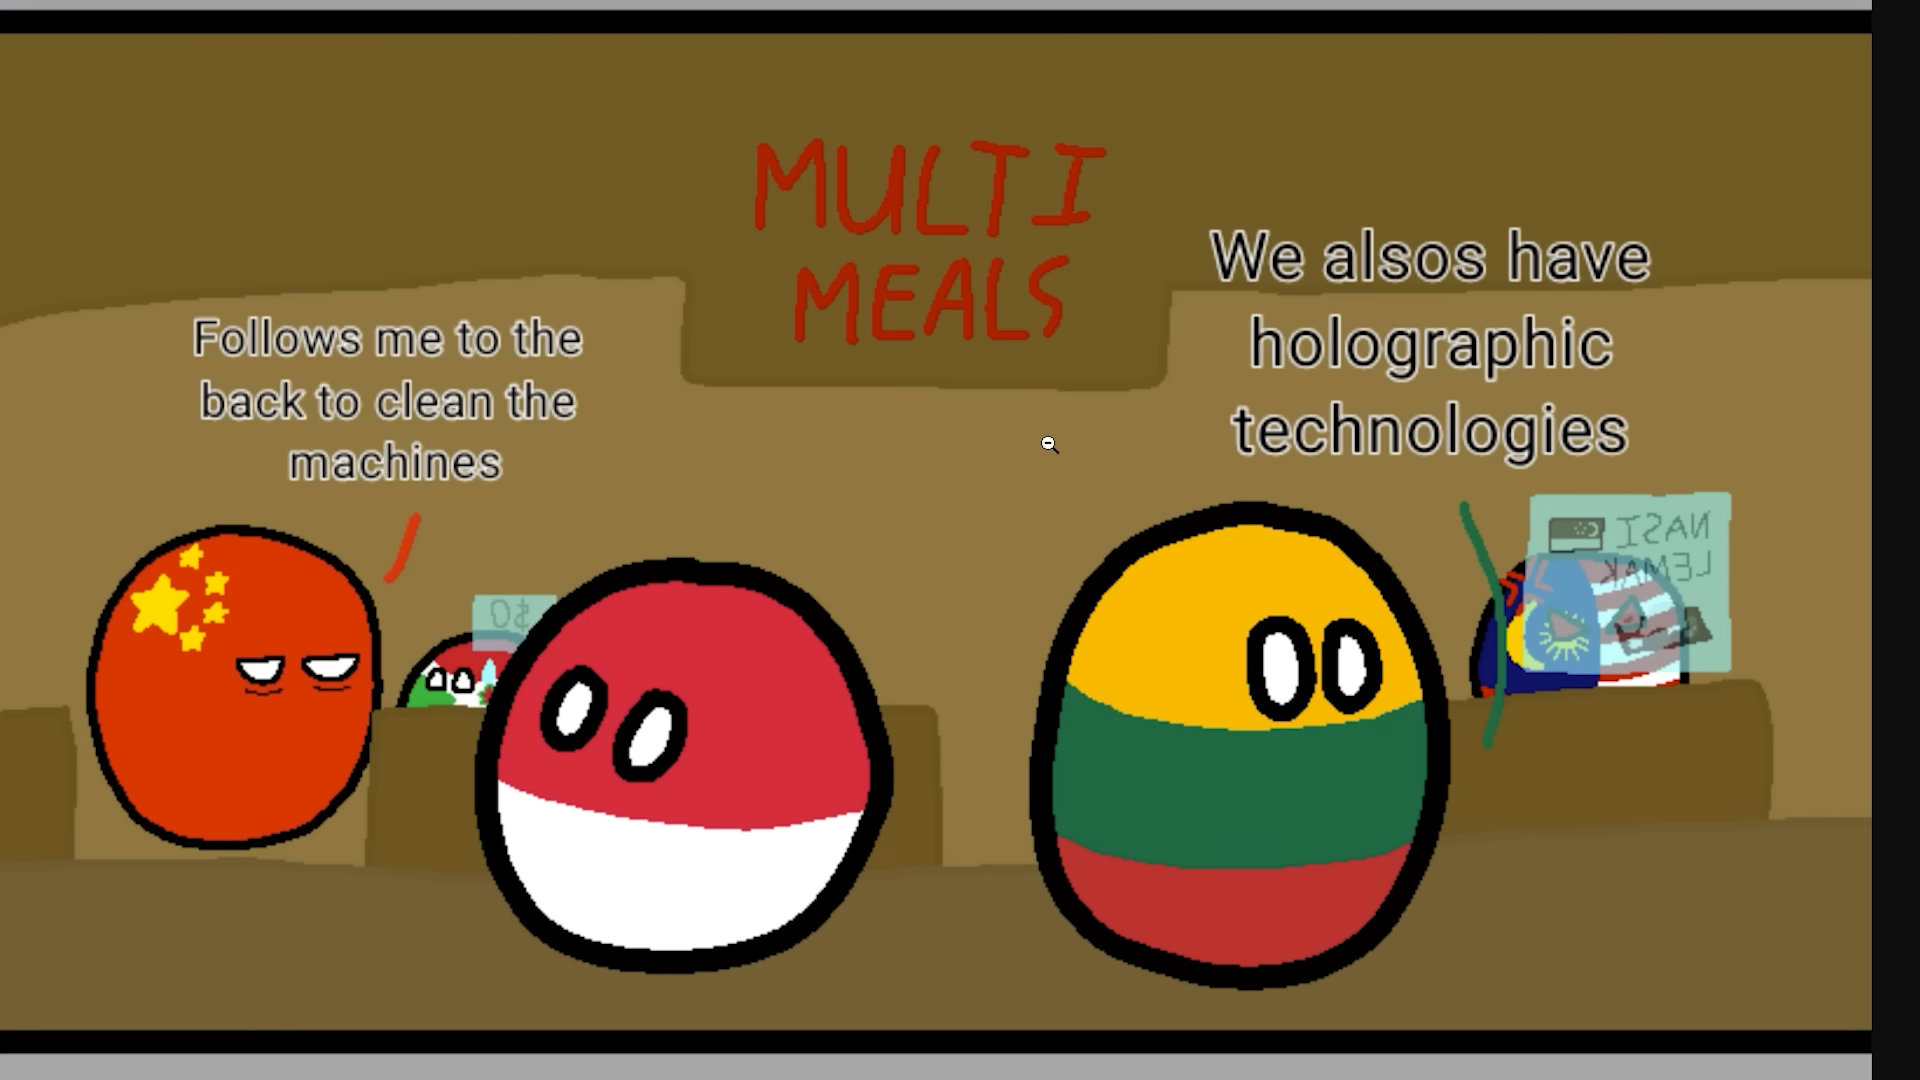 MULTI
MEALS
Follows me to the
back to clean the
machines
We alsos have
holographic
technologies
$0
NASI
LEMAK